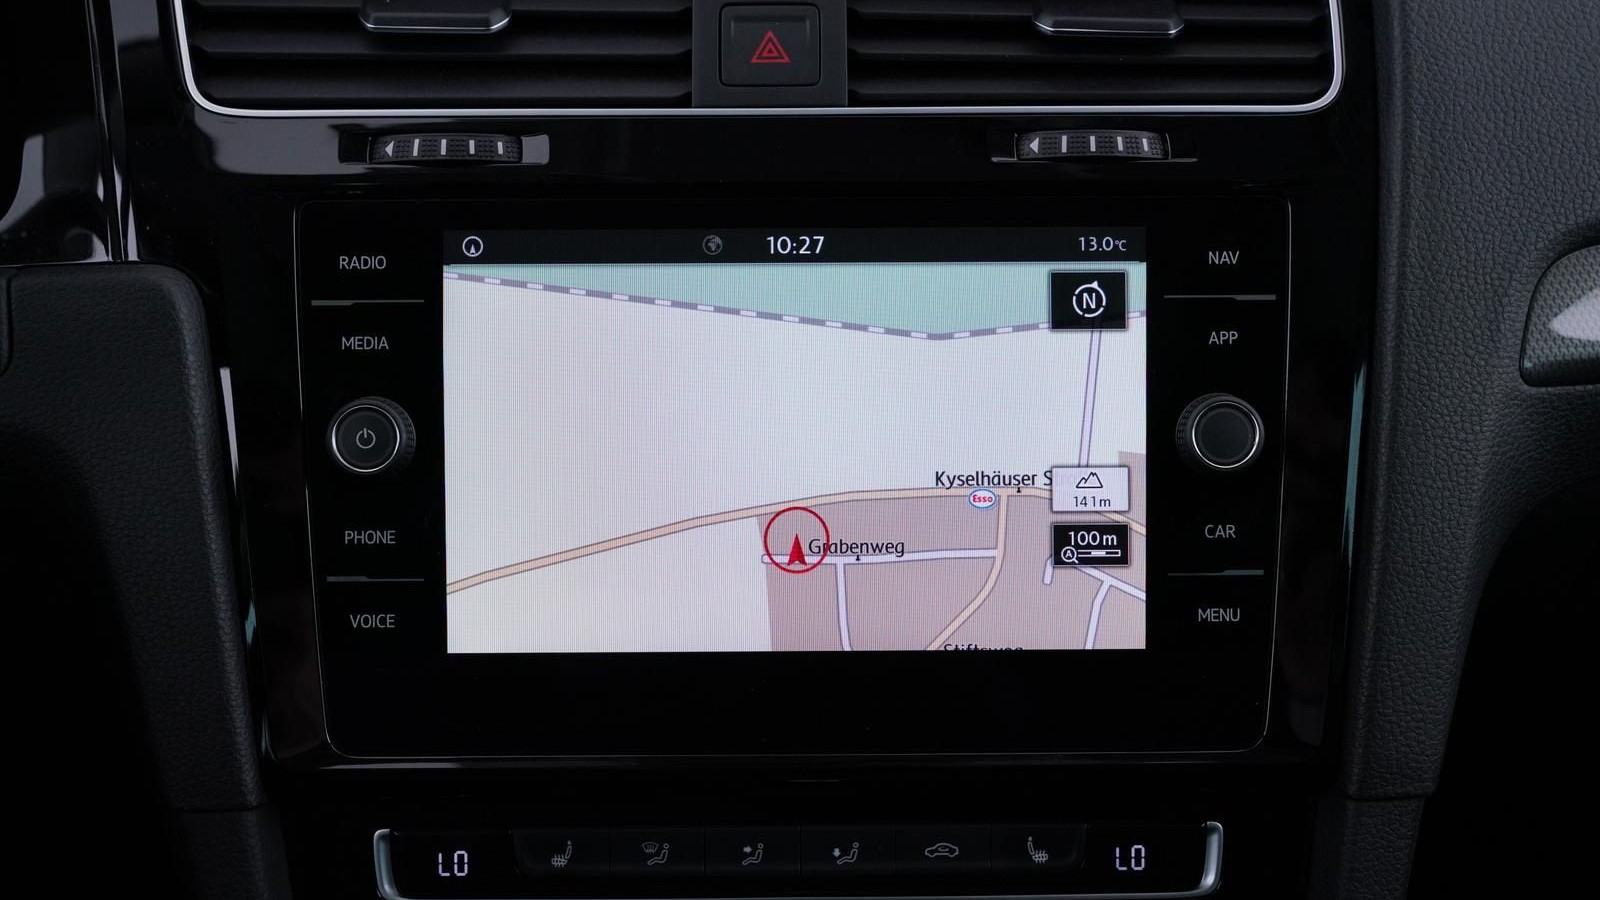 10:27
13.0°C
RADIO
NAV
N
MEDIA
APP
Kyselhäuser
Esso
141m
PHONE
100m
CAR
Grabenweg
VOICE
MENU
Stiftsweg
LO
LO